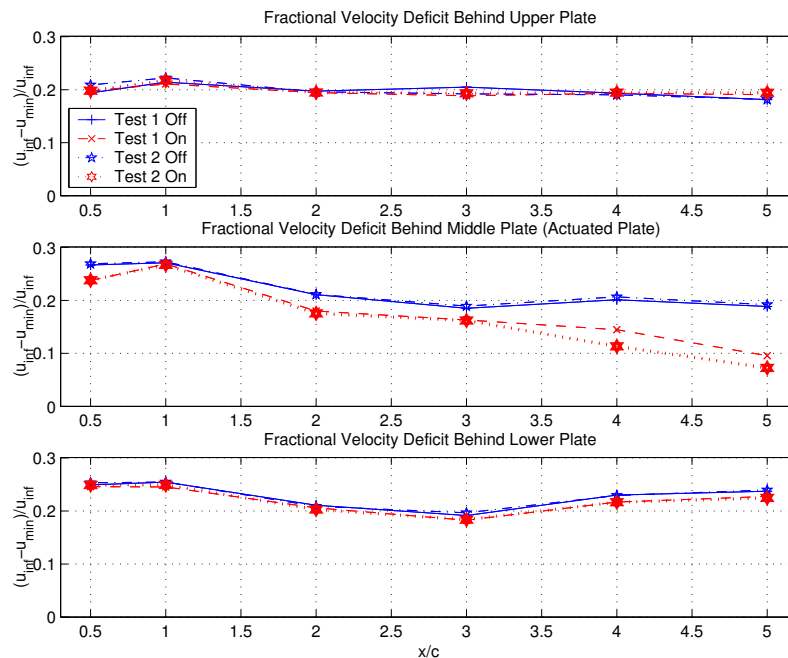 Fractional Velocity Deficit Behind Upper Plate
(u_inf−u_min)/u_inf
0.3
0.2
0.1
0
Test 1 Off
Test 1 On
Test 2 Off
Test 2 On
0.5 1 1.5 2 2.5 3 3.5 4 4.5 5
Fractional Velocity Deficit Behind Middle Plate (Actuated Plate)
(u_inf−u_min)/u_inf
0.3
0.2
0.1
0
0.5 1 1.5 2 2.5 3 3.5 4 4.5 5
Fractional Velocity Deficit Behind Lower Plate
(u_inf−u_min)/u_inf
0.3
0.2
0.1
0
0.5 1 1.5 2 2.5 3 3.5 4 4.5 5
x/c